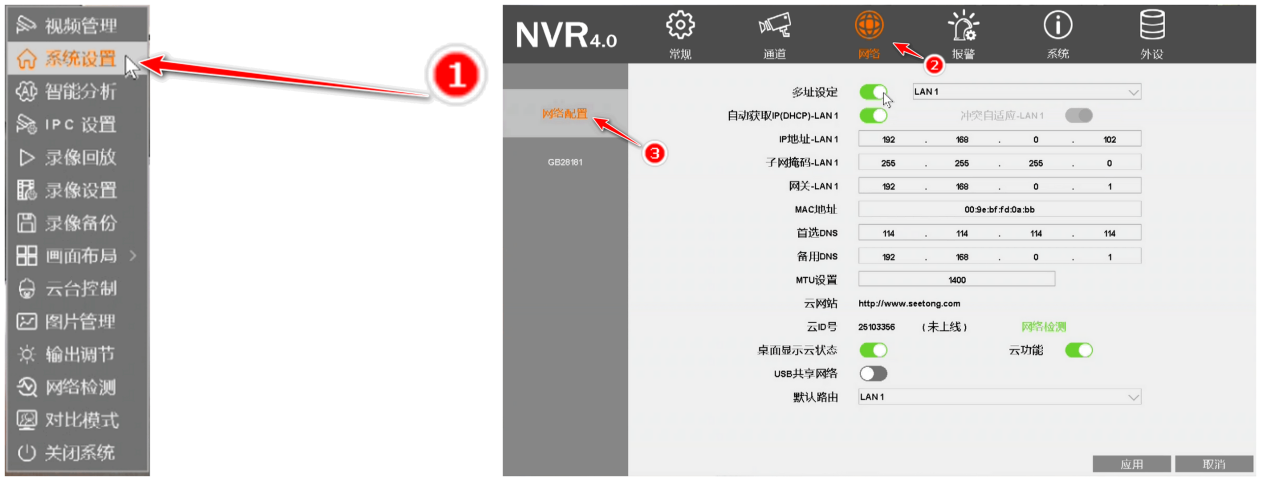 视频管理
系统设置
智能分析
IPC 设置
录像回放
录像设置
录像备份
画面布局 >
云台控制
图片管理
输出调节
网络检测
对比模式
关闭系统
1
NVR4.0
常规 通道 网络 报警 系统 外设
2
网络配置
3
GB28181
多址设定 LAN 1
自动获取IP(DHCP)-LAN 1 冲突自适应-LAN 1
IP地址-LAN 1 192 . 168 . 0 . 102
子网掩码-LAN 1 255 . 255 . 255 . 0
网关-LAN 1 192 . 168 . 0 . 1
MAC地址 00:9e:bf:fd:0a:bb
首选DNS 114 . 114 . 114 . 114
备用DNS 192 . 168 . 0 . 1
MTU设置 1400
云网站 http://www.seetong.com
云ID号 26103356 （未上线） 网络检测
桌面显示云状态 云功能
USB共享网络
默认路由 LAN 1
应用 取消